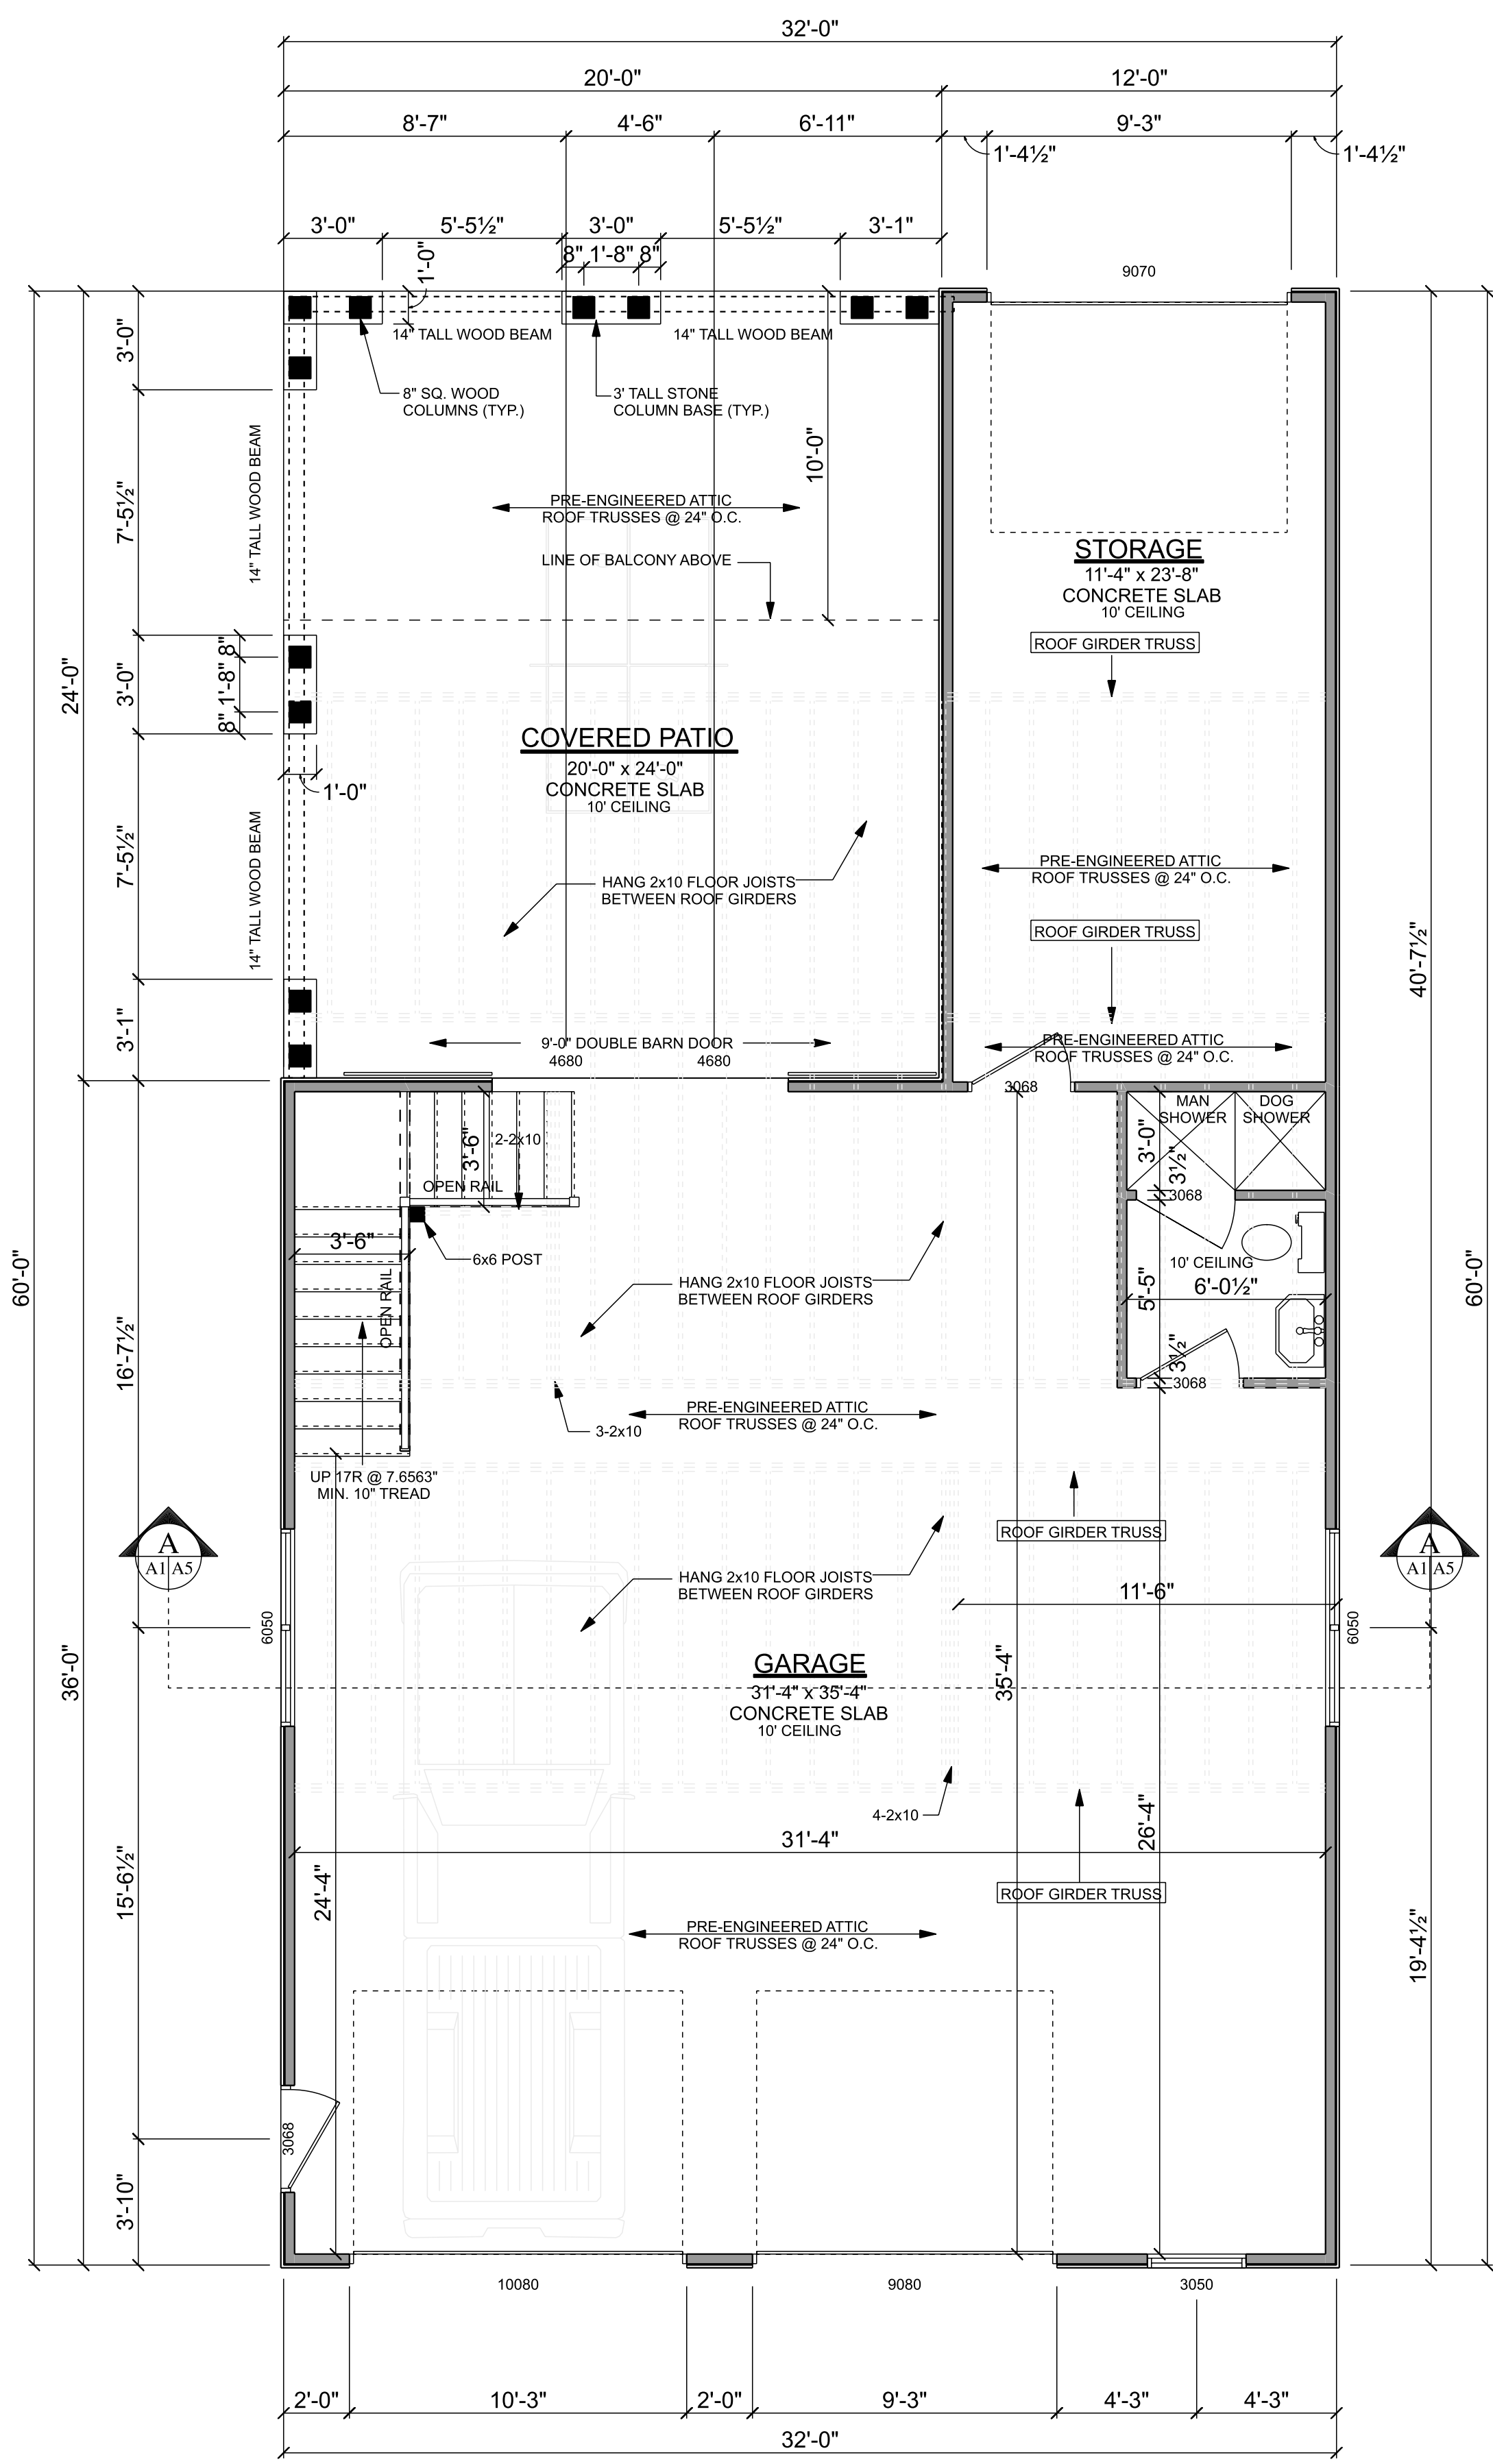 32'-0"
20'-0"
12'-0"
8'-7"
4'-6"
6'-11"
9'-3"
1'-4½"
1'-4½"
3'-0"
5'-5½"
3'-0"
5'-5½"
3'-1"
8" 1'-8" 8"
1'-0"
9070
14" TALL WOOD BEAM
14" TALL WOOD BEAM
3'-0"
8" SQ. WOOD
COLUMNS (TYP.)
3' TALL STONE
COLUMN BASE (TYP.)
10'-0"
14" TALL WOOD BEAM
7'-5½"
PRE-ENGINEERED ATTIC
ROOF TRUSSES @ 24" O.C.
LINE OF BALCONY ABOVE
STORAGE
11'-4" x 23'-8"
CONCRETE SLAB
10' CEILING
ROOF GIRDER TRUSS
24'-0"
3'-0"
8" 1'-8" 8"
COVERED PATIO
20'-0" x 24'-0"
CONCRETE SLAB
10' CEILING
1'-0"
7'-5½"
14" TALL WOOD BEAM
HANG 2x10 FLOOR JOISTS
BETWEEN ROOF GIRDERS
PRE-ENGINEERED ATTIC
ROOF TRUSSES @ 24" O.C.
ROOF GIRDER TRUSS
40'-7½"
3'-1"
9'-0" DOUBLE BARN DOOR
4680
4680
PRE-ENGINEERED ATTIC
ROOF TRUSSES @ 24" O.C.
3068
MAN
SHOWER
DOG
SHOWER
3'-0"
3½"
3068
3'-6"
2-2x10
OPEN RAIL
3'-6"
6x6 POST
OPEN RAIL
10' CEILING
6'-0½"
5'-5"
3½"
3068
60'-0"
60'-0"
16'-7½"
HANG 2x10 FLOOR JOISTS
BETWEEN ROOF GIRDERS
PRE-ENGINEERED ATTIC
ROOF TRUSSES @ 24" O.C.
3-2x10
UP 17R @ 7.6563"
MIN. 10" TREAD
A
A1 A5
A
A1 A5
ROOF GIRDER TRUSS
HANG 2x10 FLOOR JOISTS
BETWEEN ROOF GIRDERS
11'-6"
6050
6050
36'-0"
GARAGE
31'-4" x 35'-4"
CONCRETE SLAB
10' CEILING
35'-4"
4-2x10
26'-4"
31'-4"
15'-6½"
24'-4"
ROOF GIRDER TRUSS
PRE-ENGINEERED ATTIC
ROOF TRUSSES @ 24" O.C.
19'-4½"
3068
3'-10"
10080
9080
3050
2'-0"
10'-3"
2'-0"
9'-3"
4'-3"
4'-3"
32'-0"